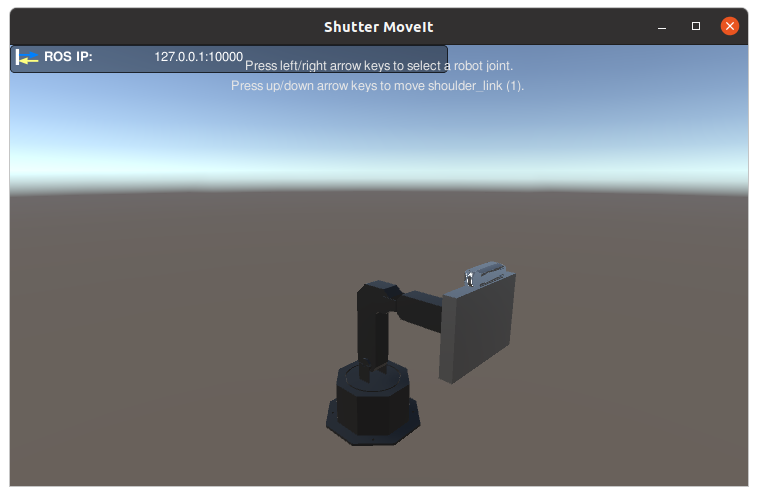 Shutter MoveIt
ROS IP: 127.0.0.1:10000
Press left/right arrow keys to select a robot joint.
Press up/down arrow keys to move shoulder_link (1).